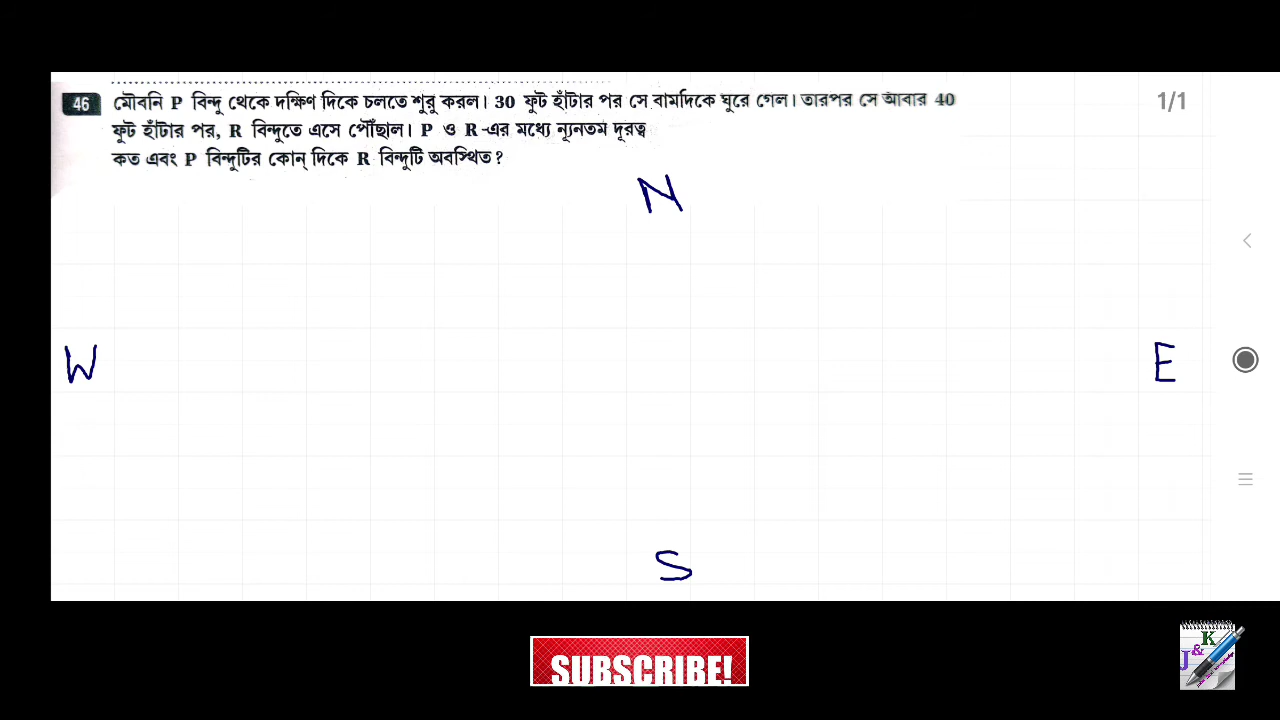 46 মৌবনি P বিন্দু থেকে দক্ষিণ দিকে চলতে শুরু করল। 30 ফুট হাঁটার পর সে বামদিকে ঘুরে গেল। তারপর সে আবার 40
1/1
ফুট হাঁটার পর, R বিন্দুতে এসে পৌঁছাল। P ও R-এর মধ্যে ন্যূনতম দূরত্ব
কত এবং P বিন্দুটির কোন্ দিকে R বিন্দুটি অবস্থিত?
N
W
E
S
SUBSCRIBE!
J&K